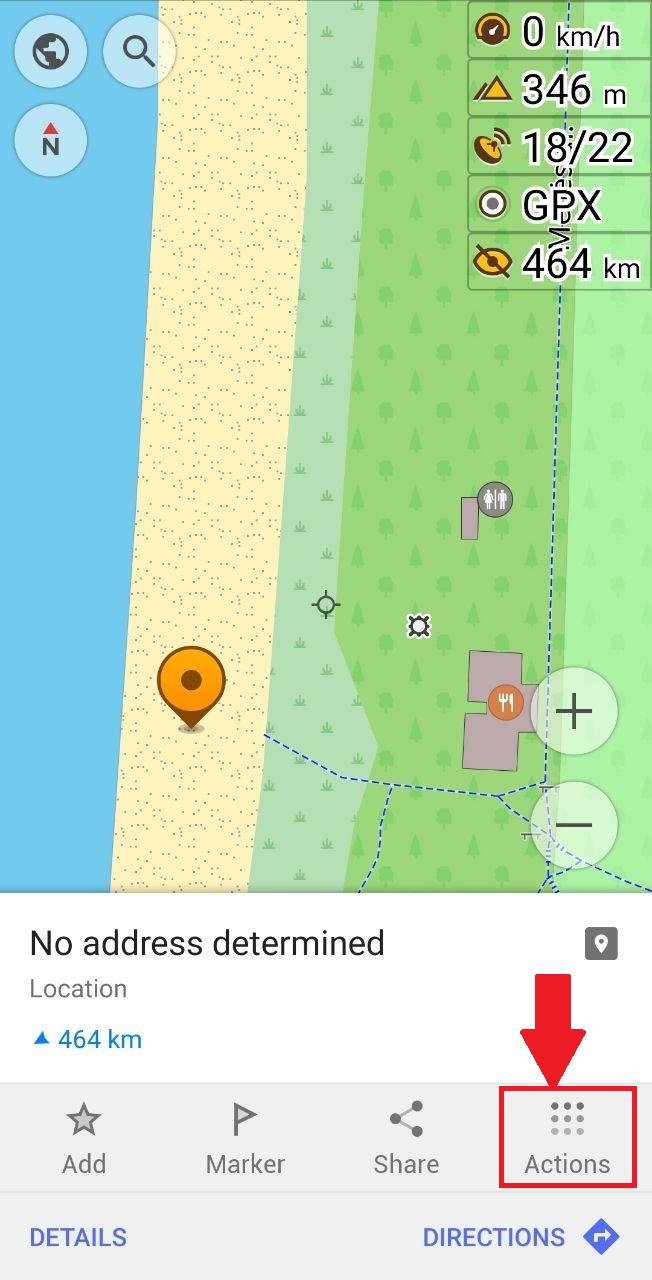 0 km/h
346 m
18/22
GPX
464 km
N
No address determined
Location
464 km
Add
Marker
Share
Actions
DETAILS
DIRECTIONS